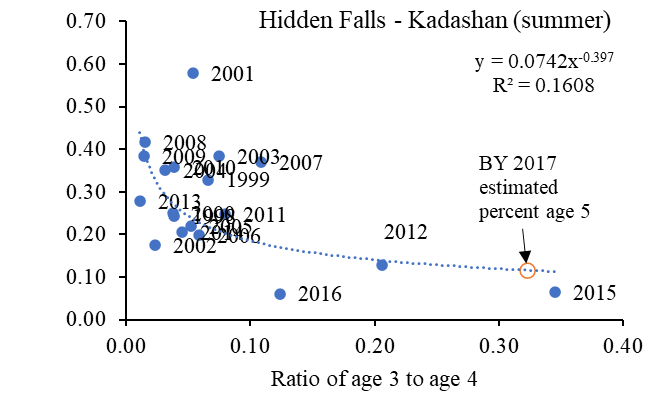 Hidden Falls - Kadashan (summer)
y = 0.0742x^-0.397
R² = 0.1608
0.70
0.60
0.50
0.40
0.30
0.20
0.10
0.00
2001
2008
2009
2003
2007
2010
2004
1999
2013
2011
2006
2002
2012
2016
2015
BY 2017
estimated
percent age 5
0.00 0.10 0.20 0.30 0.40
Ratio of age 3 to age 4